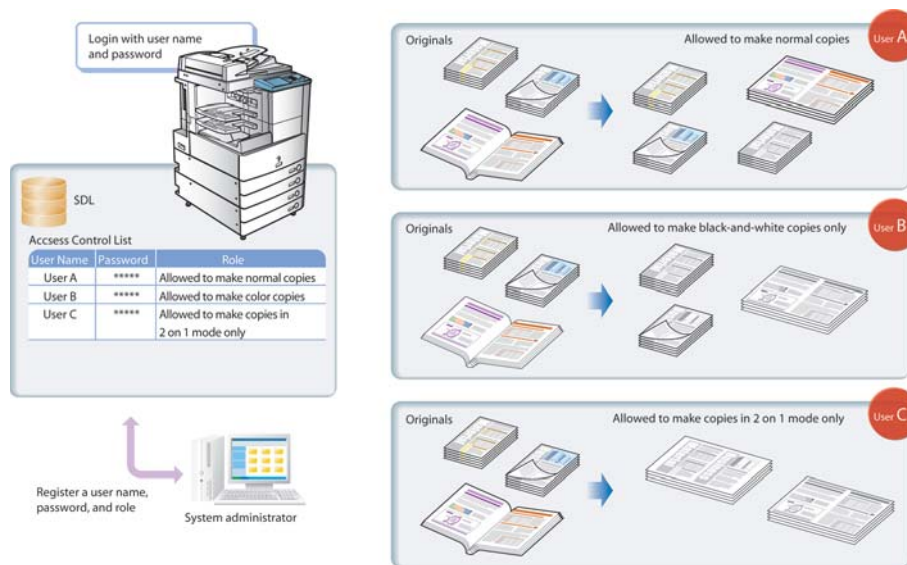 Login with user name
and password
SDL
Accsess Control List
User Name Password Role
User A ***** Allowed to make normal copies
User B ***** Allowed to make color copies
User C ***** Allowed to make copies in
2 on 1 mode only
Register a user name,
password, and role
System administrator
Originals
Allowed to make normal copies
User A
Originals
Allowed to make black-and-white copies only
User B
Originals
Allowed to make copies in 2 on 1 mode only
User C